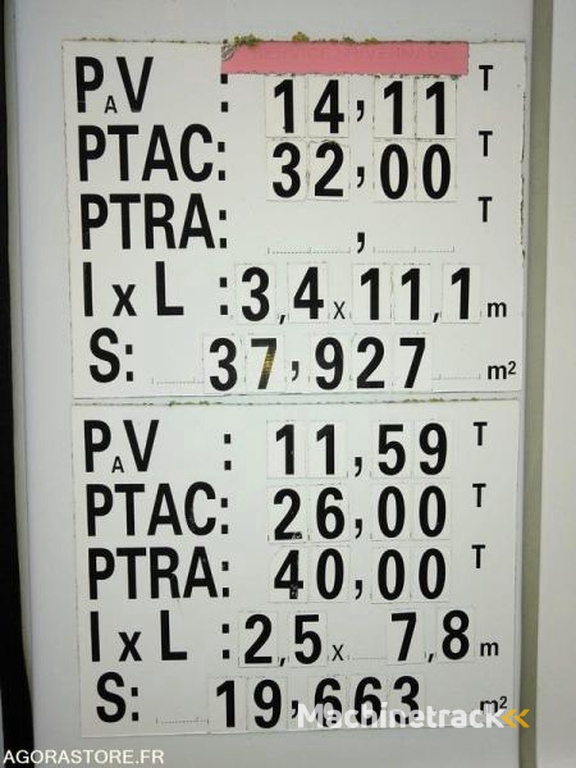 PAV : 14,11 T
PTAC: 32,00 T
PTRA: , T
I x L : 3,4 x 11,1 m
S: 37,927 m²
PAV : 11,59 T
PTAC: 26,00 T
PTRA: 40,00 T
I x L : 2,5 x 7,8 m
S: 19,663 m²
Machinetrack
AGORASTORE.FR